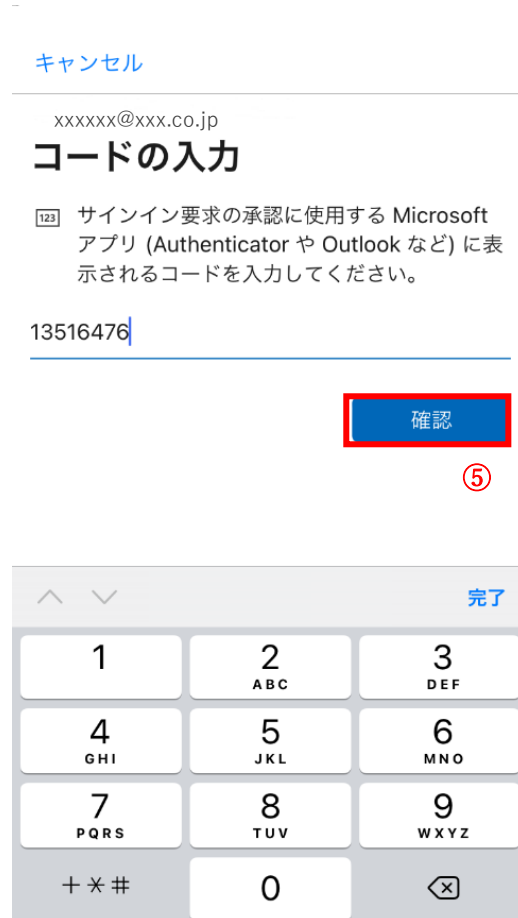 キャンセル
xxxxxx@xxx.co.jp
コードの入力
123 サインイン要求の承認に使用する Microsoft
アプリ (Authenticator や Outlook など) に表
示されるコードを入力してください。
13516476
確認
⑤
完了
1 2 3
ABC DEF
4 5 6
GHI JKL MNO
7 8 9
PQRS TUV WXYZ
+*# 0